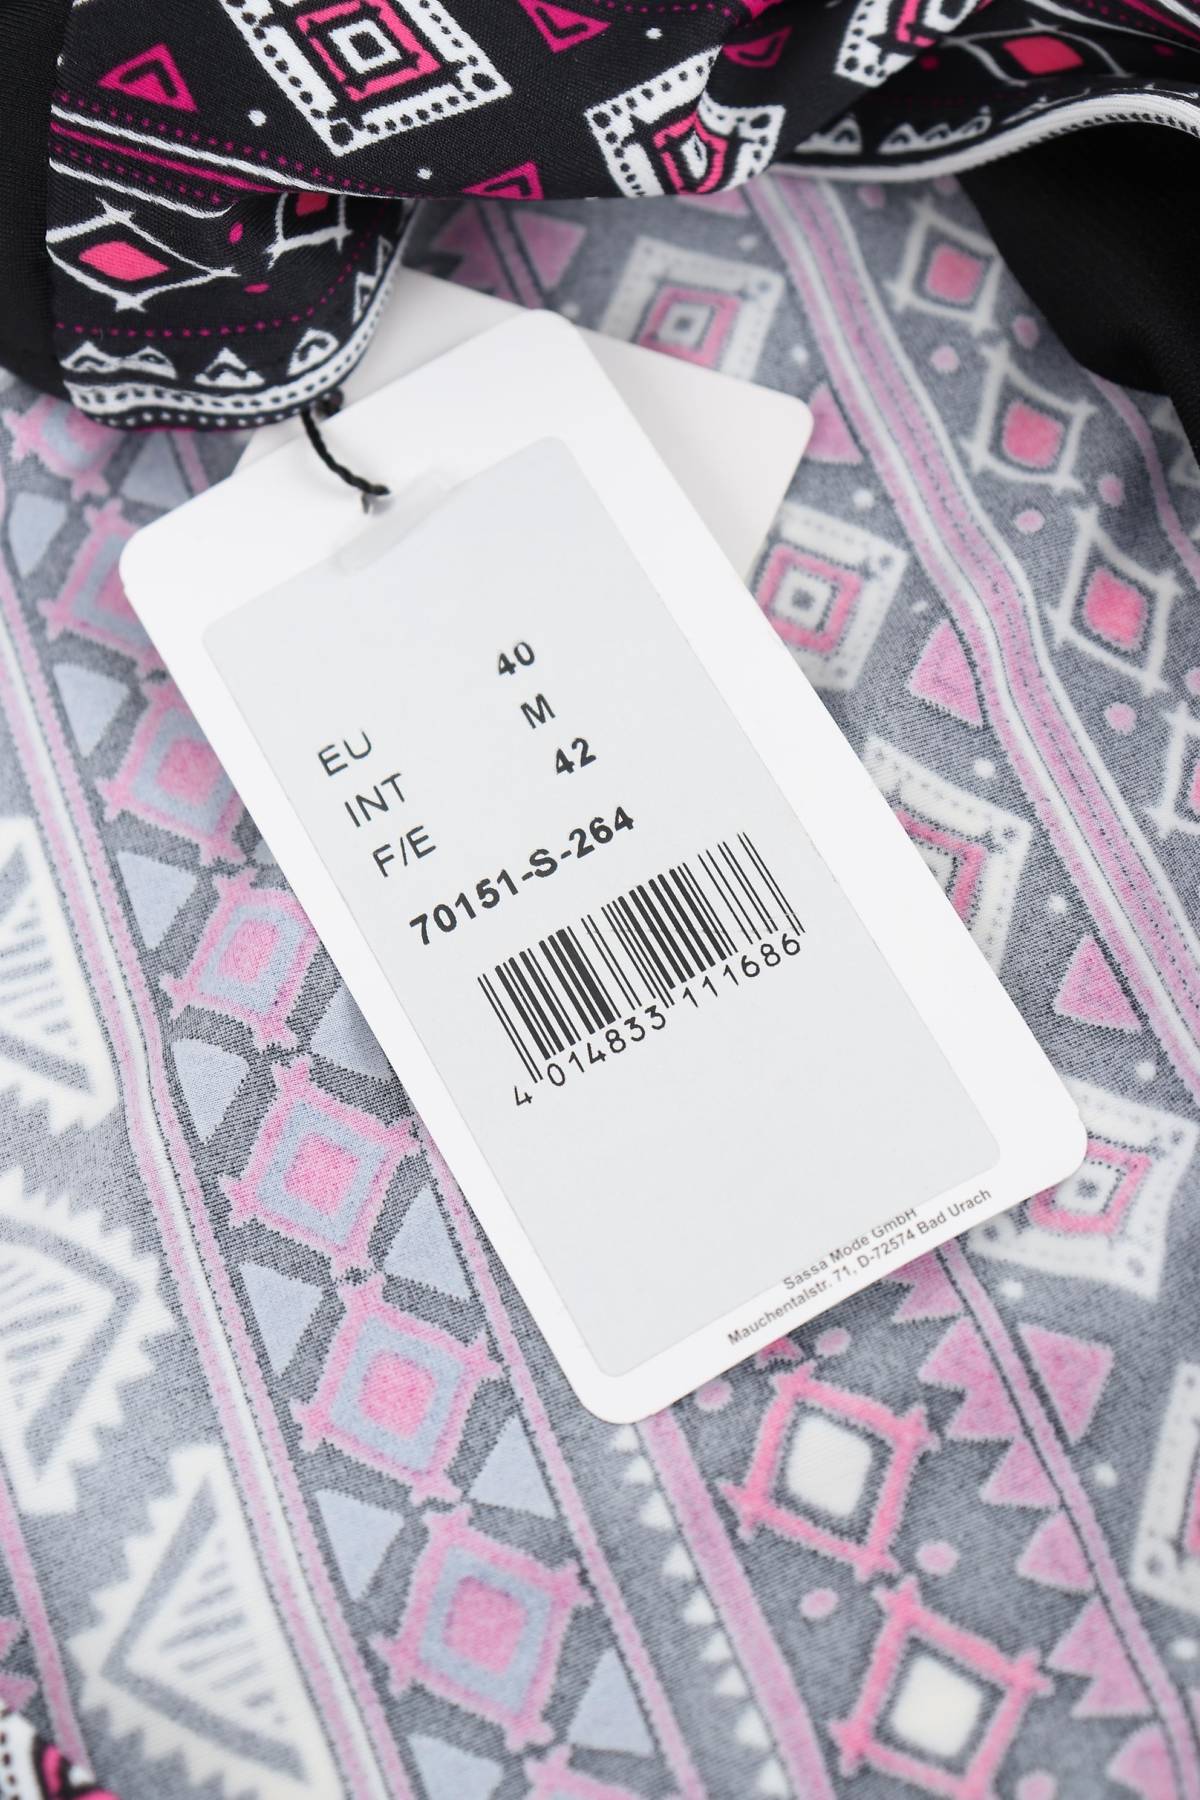 EU 40
INT M
F/E 42
70151-S-264
4 014833 111686
Sassa Mode GmbH
Mauchentalstr. 71, D-72574 Bad Urach